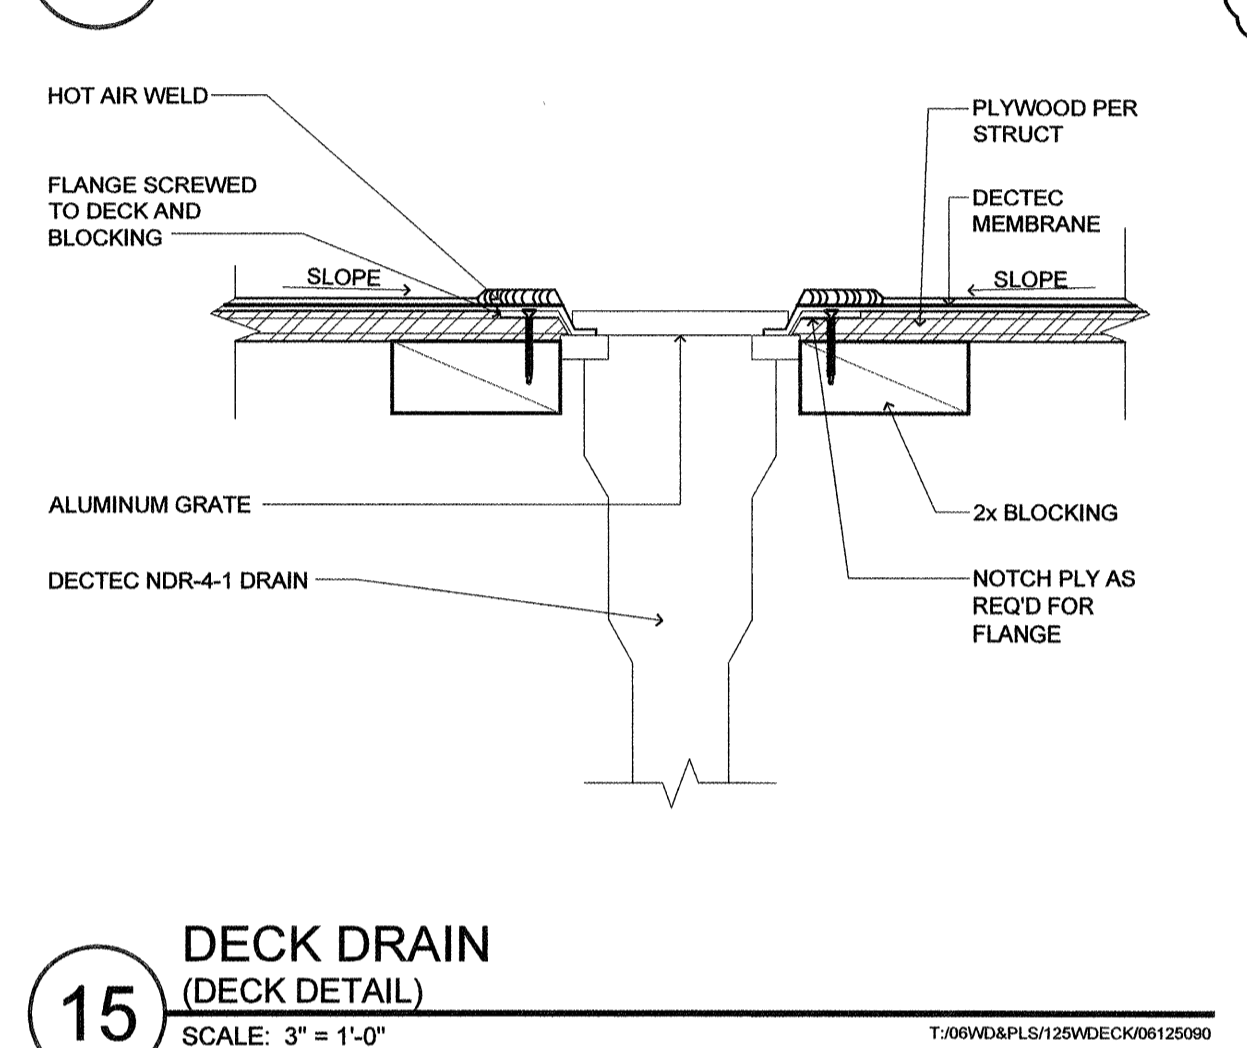 HOT AIR WELD
FLANGE SCREWED
TO DECK AND
BLOCKING
SLOPE
PLYWOOD PER
STRUCT
DECTEC
MEMBRANE
SLOPE
ALUMINUM GRATE
DECTEC NDR-4-1 DRAIN
2x BLOCKING
NOTCH PLY AS
REQ'D FOR
FLANGE
15
DECK DRAIN
(DECK DETAIL)
SCALE: 3" = 1'-0"
T:/06WD&PLS/125WDECK/06125090